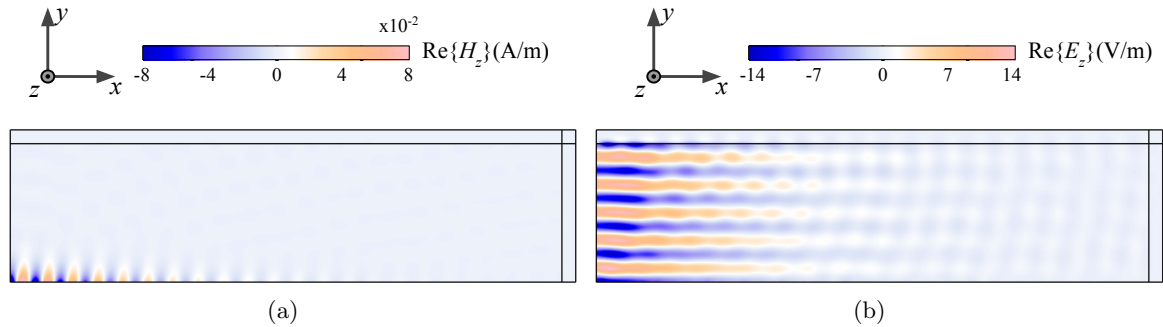 y
x10⁻²
Re{H_z}(A/m)
-8 -4 0 4 8
z x
(a)
y
Re{E_z}(V/m)
-14 -7 0 7 14
z x
(b)